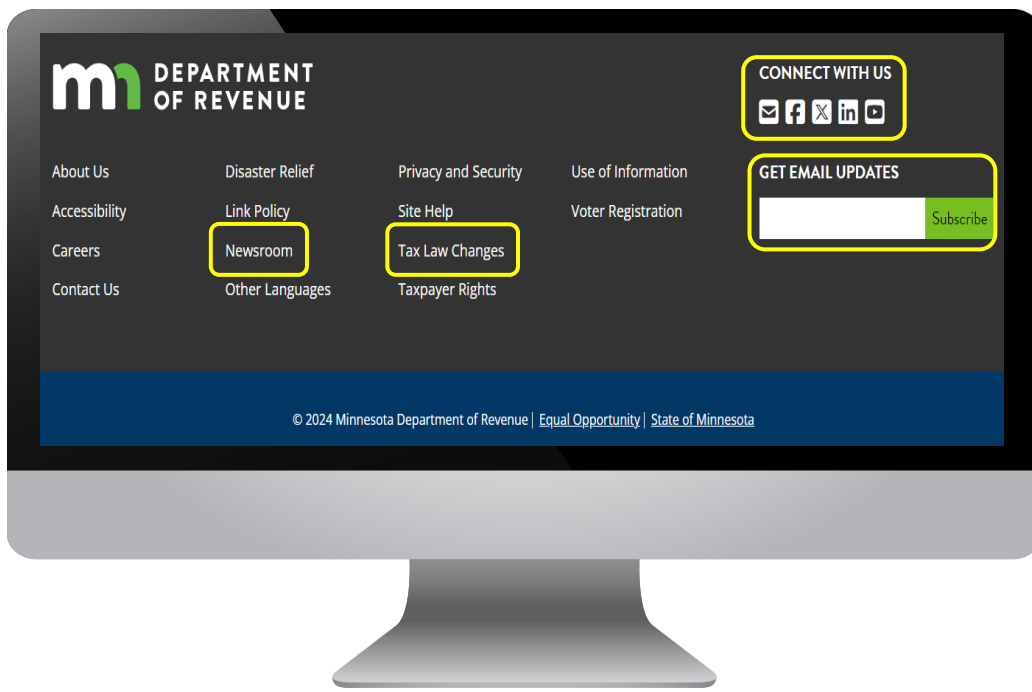 mn DEPARTMENT
OF REVENUE
CONNECT WITH US
About Us
Disaster Relief
Privacy and Security
Use of Information
GET EMAIL UPDATES
Accessibility
Link Policy
Site Help
Voter Registration
Subscribe
Careers
Newsroom
Tax Law Changes
Contact Us
Other Languages
Taxpayer Rights
© 2024 Minnesota Department of Revenue | Equal Opportunity | State of Minnesota